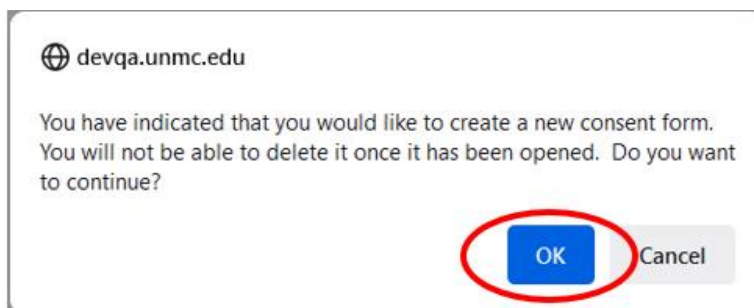 devqa.unmc.edu
You have indicated that you would like to create a new consent form.
You will not be able to delete it once it has been opened.  Do you want
to continue?
OK Cancel